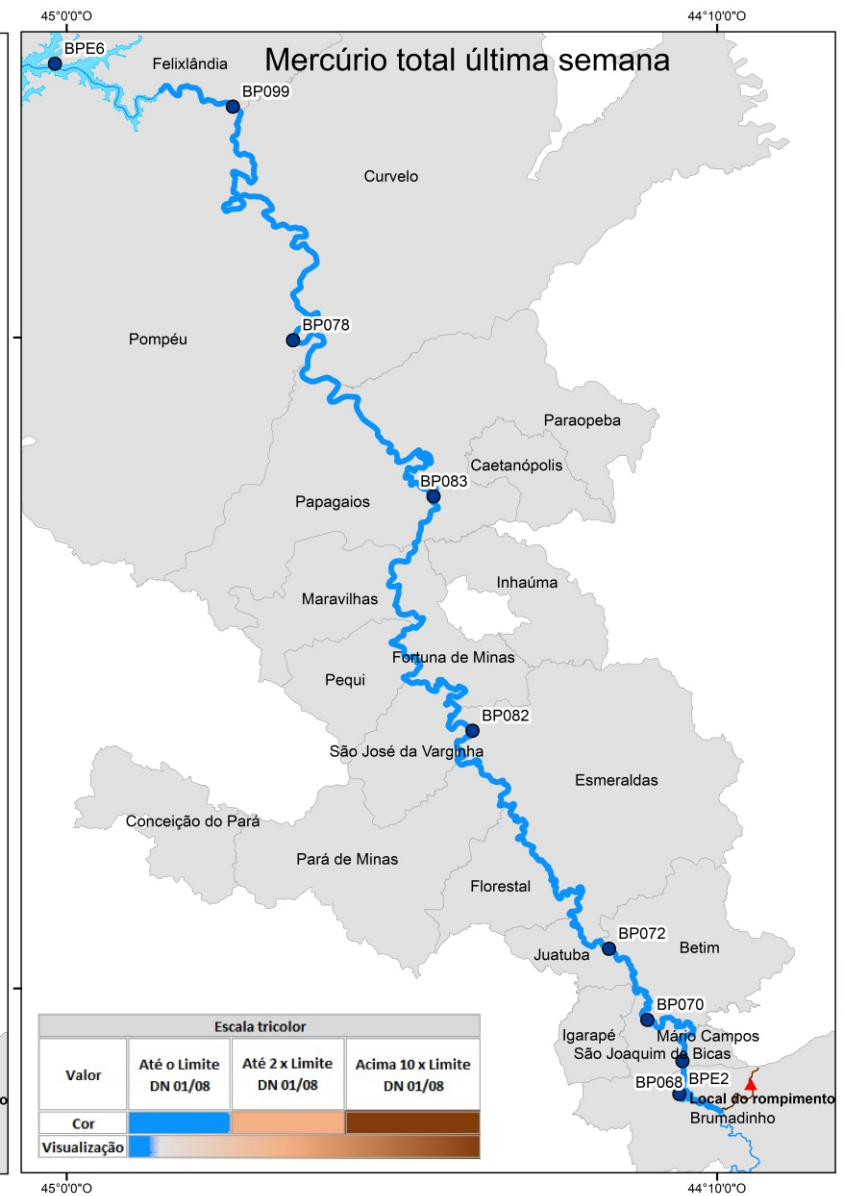 45°0'0"O
44°10'0"O
BPE6
Felixlândia
Mercúrio total última semana
BP099
Curvelo
BP078
Pompéu
Paraopeba
Caetanópolis
BP083
Papagaios
Inhaúma
Maravilhas
Fortuna de Minas
Pequi
BP082
São José da Varginha
Esmeraldas
Conceição do Pará
Pará de Minas
Florestal
BP072
Betim
Juatuba
BP070
Igarapé
Mário Campos
São Joaquim de Bicas
BP068
BPE2
Local do rompimento
Brumadinho
o
Escala tricolor
Valor
Até o Limite
DN 01/08
Até 2 x Limite
DN 01/08
Acima 10 x Limite
DN 01/08
Cor
Visualização
45°0'0"O
44°10'0"O